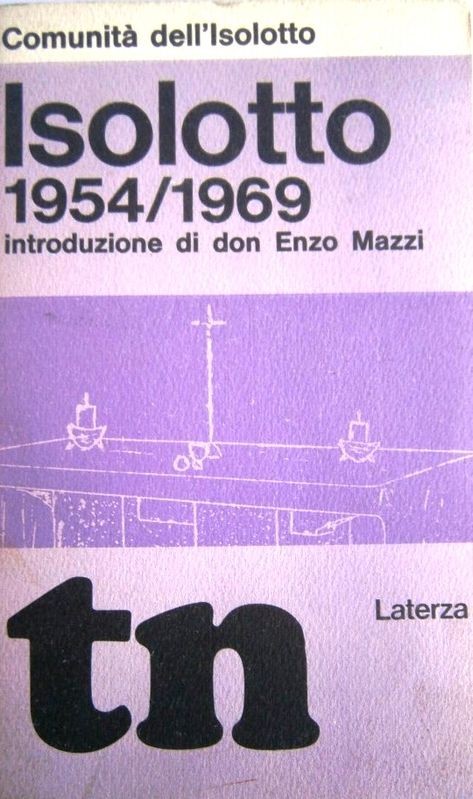 Comunità dell'Isolotto
Isolotto
1954/1969
introduzione di don Enzo Mazzi
Laterza
tn